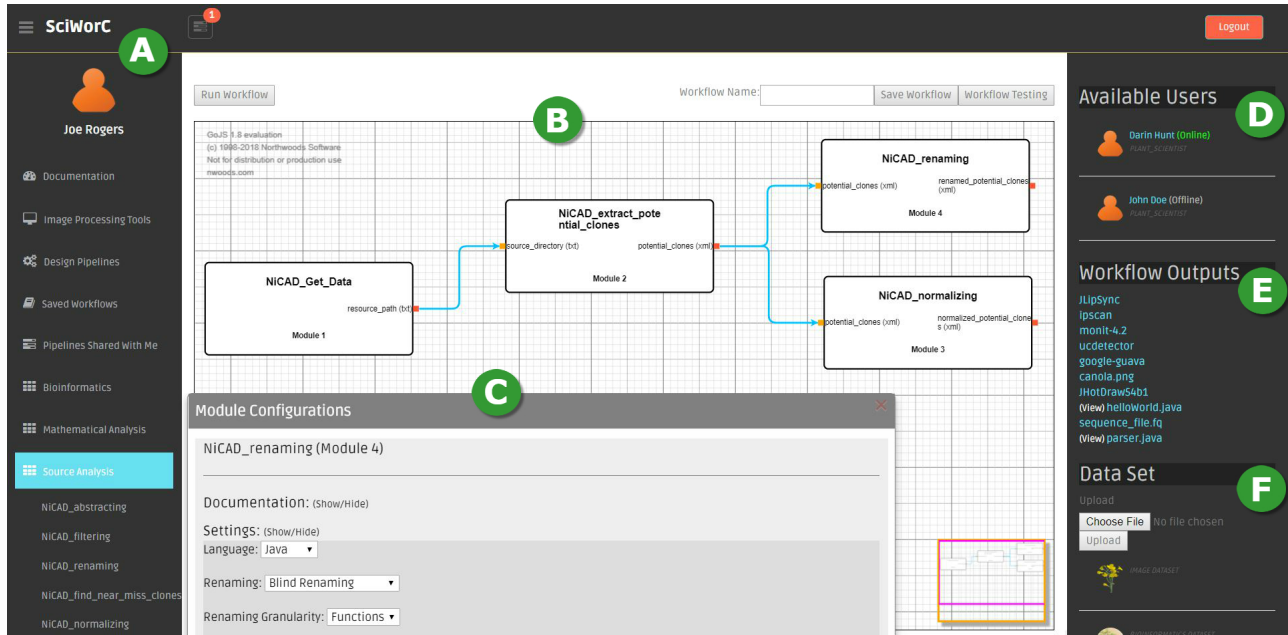 SciWorC
1
Logout
A
Joe Rogers
Documentation
Image Processing Tools
Design Pipelines
Saved Workflows
Pipelines Shared With Me
Bioinformatics
Mathematical Analysis
Source Analysis
NiCAD_abstracting
NiCAD_filtering
NiCAD_renaming
NiCAD_find_near_miss_clones
NiCAD_normalizing
Run Workflow
Workflow Name:
Save Workflow
Workflow Testing
B
GoJS 1.8 evaluation
(c) 1998-2018 Northwoods Software
Not for distribution or production use
nwoods.com
NiCAD_Get_Data
resource_path (txt)
Module 1
NiCAD_extract_pote
ntial_clones
source_directory (txt)
potential_clones (xml)
Module 2
NiCAD_renaming
potential_clones (xml)
renamed_potential_clones
(xml)
Module 4
NiCAD_normalizing
potential_clones (xml)
normalized_potential_clone
s (xml)
Module 3
C
Module Configurations
NiCAD_renaming (Module 4)
Documentation: (Show/Hide)
Settings: (Show/Hide)
Language: Java
Renaming: Blind Renaming
Renaming Granularity: Functions
Available Users
D
Darin Hunt (Online)
PLANT_SCIENTIST
John Doe (Offline)
PLANT_SCIENTIST
Workflow Outputs
E
JLipSync
ipscan
monit-4.2
ucdetector
google-guava
canola.png
JHotDraw54b1
(View) helloWorld.java
sequence_file.fq
(View) parser.java
Data Set
F
Upload
Choose File No file chosen
Upload
IMAGE DATASET